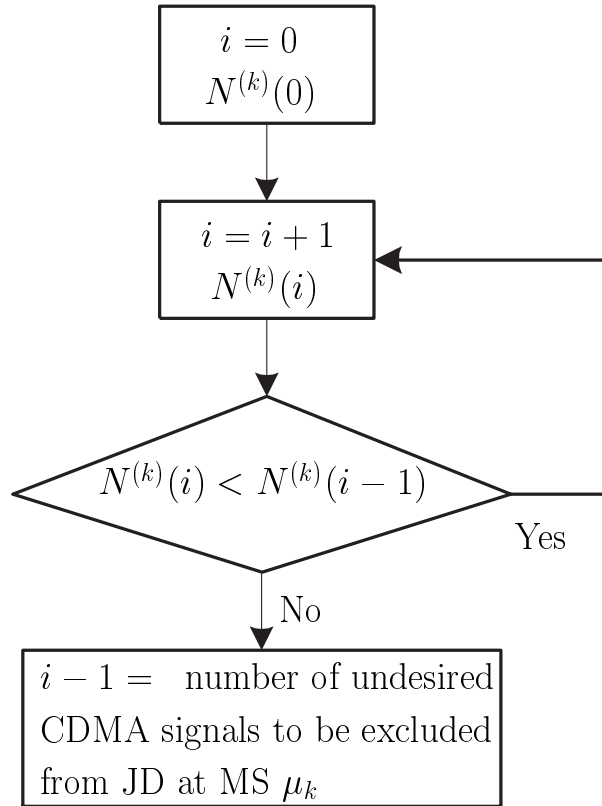 i = 0
N^{(k)}(0)
i = i + 1
N^{(k)}(i)
N^{(k)}(i) < N^{(k)}(i − 1)
Yes
No
i − 1 = number of undesired
CDMA signals to be excluded
from JD at MS μ_k